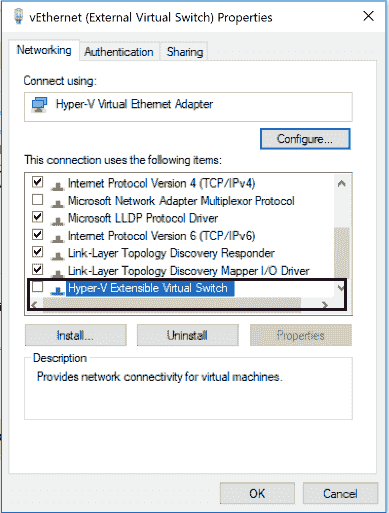 vEthernet (External Virtual Switch) Properties
Networking Authentication Sharing
Connect using:
Hyper-V Virtual Ethernet Adapter
Configure...
This connection uses the following items:
Internet Protocol Version 4 (TCP/IPv4)
Microsoft Network Adapter Multiplexor Protocol
Microsoft LLDP Protocol Driver
Internet Protocol Version 6 (TCP/IPv6)
Link-Layer Topology Discovery Responder
Link-Layer Topology Discovery Mapper I/O Driver
Hyper-V Extensible Virtual Switch
Install... Uninstall Properties
Description
Provides network connectivity for virtual machines.
OK Cancel